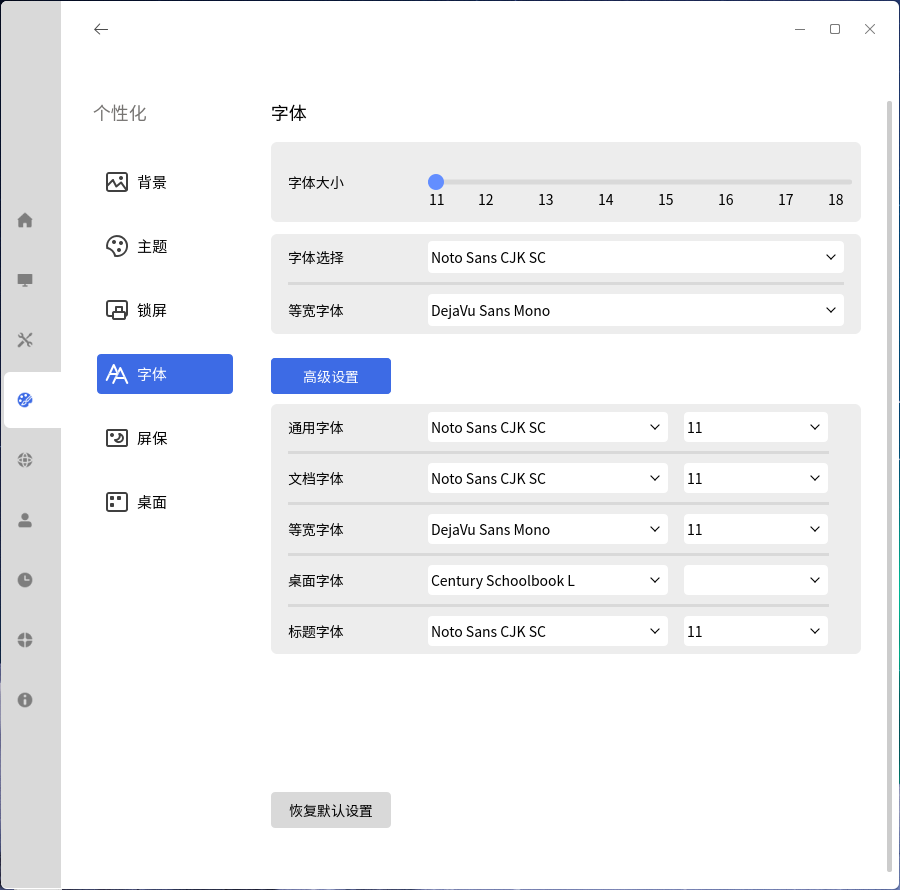 个性化
字体
背景
主题
锁屏
字体
屏保
桌面
字体大小
11 12 13 14 15 16 17 18
字体选择 Noto Sans CJK SC
等宽字体 DejaVu Sans Mono
高级设置
通用字体 Noto Sans CJK SC 11
文档字体 Noto Sans CJK SC 11
等宽字体 DejaVu Sans Mono 11
桌面字体 Century Schoolbook L
标题字体 Noto Sans CJK SC 11
恢复默认设置